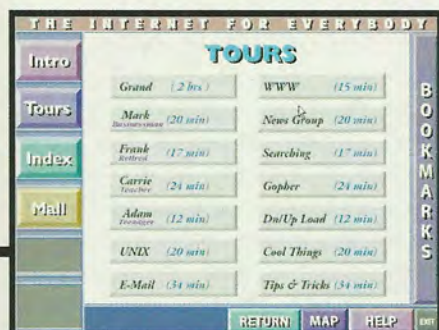 THE INTERNET FOR EVERYBODY
TOURS
Intro
Tours
Index
Mall
Grand (2 hrs)
Mark (20 min)
Businessman
Frank (17 min)
Retired
Carrie (24 min)
Teacher
Adam (12 min)
Teenager
UNIX (20 min)
E-Mail (34 min)
WWW (15 min)
News Group (20 min)
Searching (17 min)
Gopher (24 min)
Dn/Up Load (12 min)
Cool Things (20 min)
Tips & Tricks (34 min)
BOOKMARKS
RETURN MAP HELP EXIT